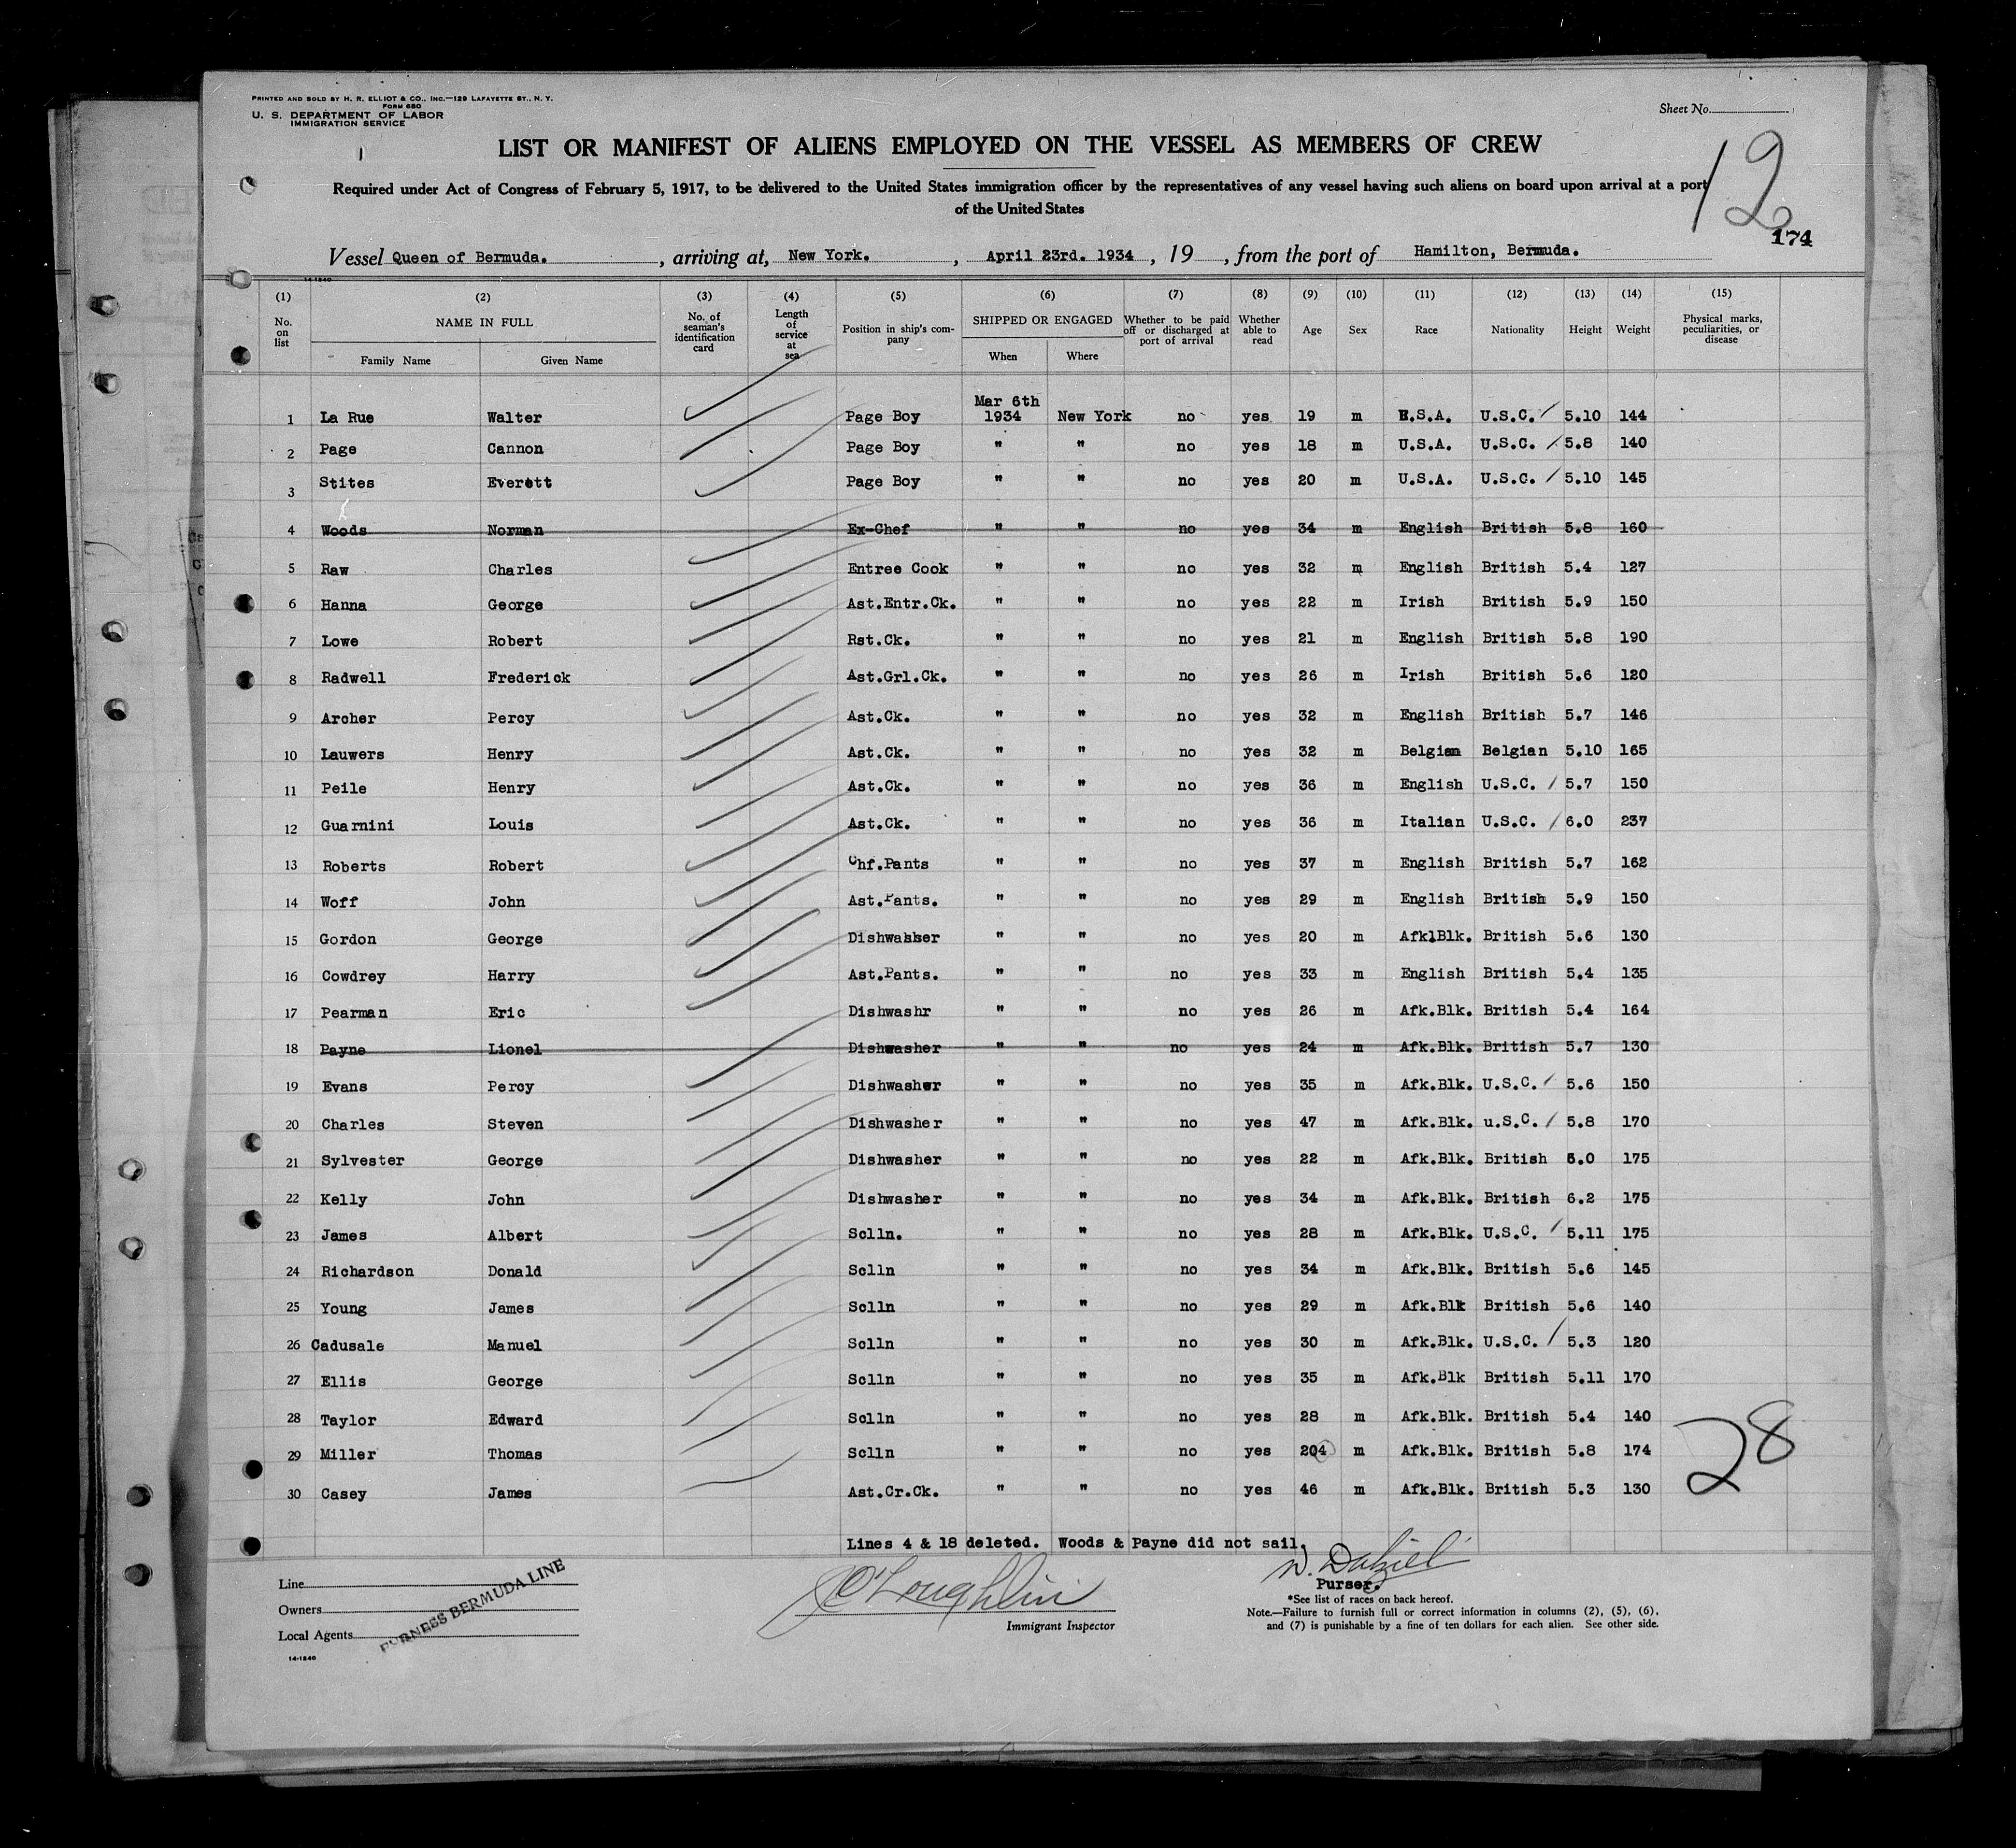 PRINTED AND SOLD BY H. R. ELLIOT & CO., INC.—129 LAFAYETTE ST., N. Y.
FORM 680
U. S. DEPARTMENT OF LABOR
IMMIGRATION SERVICE
Sheet No.
LIST OR MANIFEST OF ALIENS EMPLOYED ON THE VESSEL AS MEMBERS OF CREW
12
Required under Act of Congress of February 5, 1917, to be delivered to the United States immigration officer by the representatives of any vessel having such aliens on board upon arrival at a port
of the United States
174
Vessel Queen of Bermuda. , arriving at, New York. , April 23rd. 1934 , 19 , from the port of Hamilton, Bermuda.
14-1240
(1) (2) (3) (4) (5) (6) (7) (8) (9) (10) (11) (12) (13) (14) (15)
No. on list NAME IN FULL Family Name Given Name No. of seaman's identification card Length of service at sea Position in ship's company SHIPPED OR ENGAGED When Where Whether to be paid off or discharged at port of arrival Whether able to read Age Sex Race Nationality Height Weight Physical marks, peculiarities, or disease
Mar 6th
1 La Rue Walter Page Boy 1934 New York no yes 19 m U.S.A. U.S.C. 5.10 144
2 Page Cannon Page Boy " " no yes 18 m U.S.A. U.S.C. 5.8 140
3 Stites Everett Page Boy " " no yes 20 m U.S.A. U.S.C. 5.10 145
4 Woods Norman Ex-Chef " " no yes 34 m English British 5.8 160
5 Raw Charles Entree Cook " " no yes 32 m English British 5.4 127
6 Hanna George Ast.Entr.Ck. " " no yes 22 m Irish British 5.9 150
7 Lowe Robert Rst.Ck. " " no yes 21 m English British 5.8 190
8 Radwell Frederick Ast.Grl.Ck. " " no yes 26 m Irish British 5.6 120
9 Archer Percy Ast.Ck. " " no yes 32 m English British 5.7 146
10 Lauwers Henry Ast.Ck. " " no yes 32 m Belgian Belgian 5.10 165
11 Peile Henry Ast.Ck. " " no yes 36 m English U.S.C. 5.7 150
12 Guarnini Louis Ast.Ck. " " no yes 36 m Italian U.S.C. 6.0 237
13 Roberts Robert Chf.Pants " " no yes 37 m English British 5.7 162
14 Woff John Ast.Pants. " " no yes 29 m English British 5.9 150
15 Gordon George Dishwahser " " no yes 20 m Afk.Blk. British 5.6 130
16 Cowdrey Harry Ast.Pants. " " no yes 33 m English British 5.4 135
17 Pearman Eric Dishwashr " " no yes 26 m Afk.Blk. British 5.4 164
18 Payne Lionel Dishwasher " " no yes 24 m Afk.Blk. British 5.7 130
19 Evans Percy Dishwasher " " no yes 35 m Afk.Blk. U.S.C. 5.6 150
20 Charles Steven Dishwasher " " no yes 47 m Afk.Blk. u.S.C. 5.8 170
21 Sylvester George Dishwasher " " no yes 22 m Afk.Blk. British 6.0 175
22 Kelly John Dishwasher " " no yes 34 m Afk.Blk. British 6.2 175
23 James Albert Sclln. " " no yes 28 m Afk.Blk. U.S.C. 5.11 175
24 Richardson Donald Sclln " " no yes 34 m Afk.Blk. British 5.6 145
25 Young James Sclln " " no yes 29 m Afk.Blk British 5.6 140
26 Cadusale Manuel Sclln " " no yes 30 m Afk.Blk. U.S.C. 5.3 120
27 Ellis George Sclln " " no yes 35 m Afk.Blk British 5.11 170
28 Taylor Edward Sclln " " no yes 28 m Afk.Blk. British 5.4 140
29 Miller Thomas Sclln " " no yes 204 m Afk.Blk. British 5.8 174
30 Casey James Ast.Cr.Ck. " " no yes 46 m Afk.Blk. British 5.3 130
28
Lines 4 & 18 deleted. Woods & Payne did not sail.
Line
Owners
Local Agents
FURNESS BERMUDA LINE
14-1240
O'Loughlin
Immigrant Inspector
W. Dalziel
Purser.
*See list of races on back hereof.
Note.—Failure to furnish full or correct information in columns (2), (5), (6),
and (7) is punishable by a fine of ten dollars for each alien. See other side.